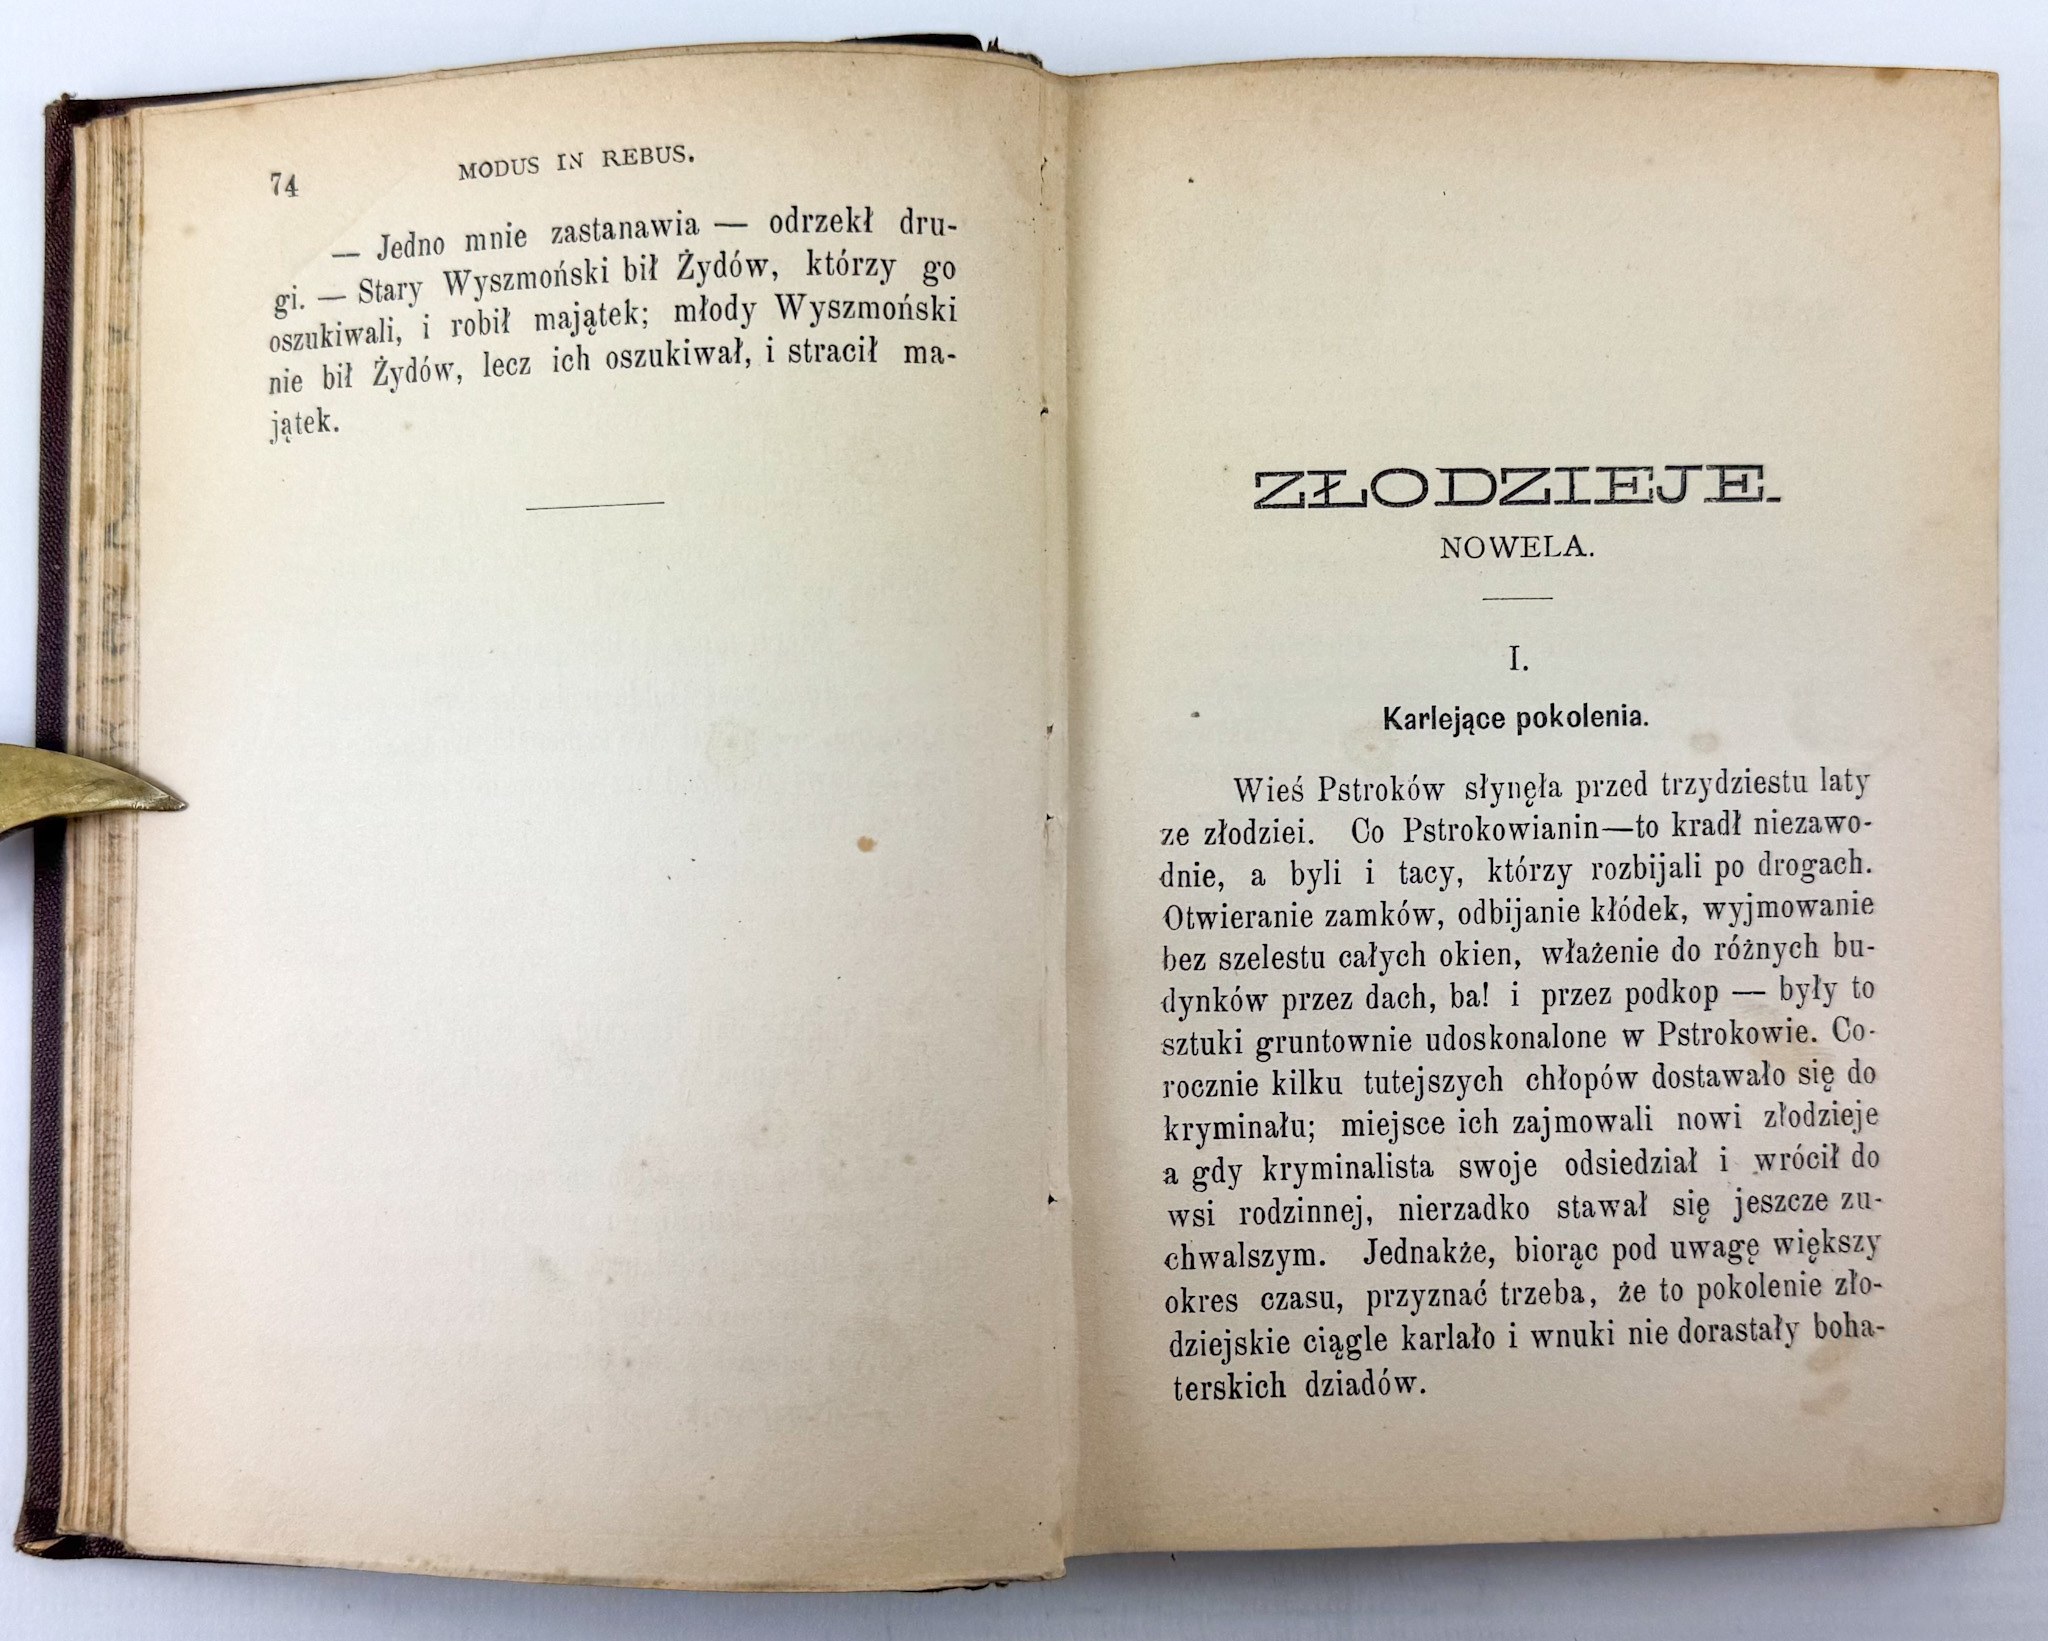 74
MODUS IN REBUS.
— Jedno mnie zastanawia — odrzekł dru-
gi. — Stary Wyszmoński bił Żydów, którzy go
oszukiwali, i robił majątek; młody Wyszmoński
nie bił Żydów, lecz ich oszukiwał, i stracił ma-
jątek.
ZŁODZIEJE.
NOWELA.
I.
Karlejące pokolenia.
Wieś Pstroków słynęła przed trzydziestu laty
ze złodziei. Co Pstrokowianin—to kradł niezawo-
dnie, a byli i tacy, którzy rozbijali po drogach.
Otwieranie zamków, odbijanie kłódek, wyjmowanie
bez szelestu całych okien, włażenie do różnych bu-
dynków przez dach, ba! i przez podkop — były to
sztuki gruntownie udoskonalone w Pstrokowie. Co-
rocznie kilku tutejszych chłopów dostawało się do
kryminału; miejsce ich zajmowali nowi złodzieje
a gdy kryminalista swoje odsiedział i wrócił do
wsi rodzinnej, nierzadko stawał się jeszcze zu-
chwalszym. Jednakże, biorąc pod uwagę większy
okres czasu, przyznać trzeba, że to pokolenie zło-
dziejskie ciągle karlało i wnuki nie dorastały boha-
terskich dziadów.